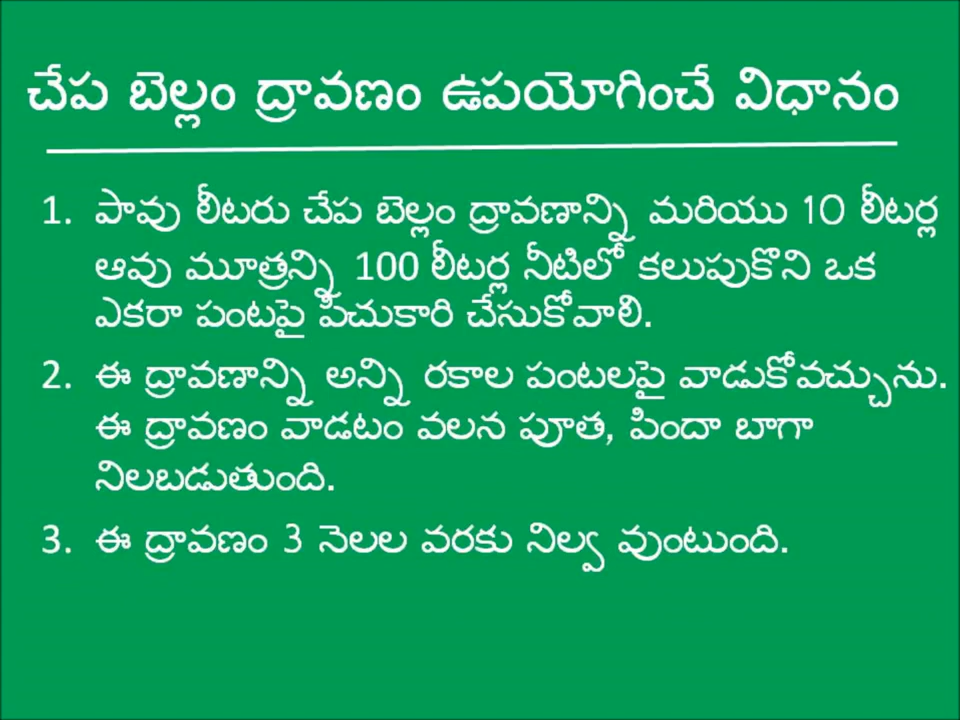 చేప బెల్లం ద్రావణం ఉపయోగించే విధానం
1. పావు లీటరు చేప బెల్లం ద్రావణాన్ని మరియు 10 లీటర్ల
ఆవు మూత్రన్ని 100 లీటర్ల నీటిలో కలుపుకొని ఒక
ఎకరా పంటపై పిచుకారి చేసుకోవాలి.
2. ఈ ద్రావణాన్ని అన్ని రకాల పంటలపై వాడుకోవచ్చును.
ఈ ద్రావణం వాడటం వలన పూత, పిందా బాగా
నిలబడుతుంది.
3. ఈ ద్రావణం 3 నెలల వరకు నిల్వ వుంటుంది.